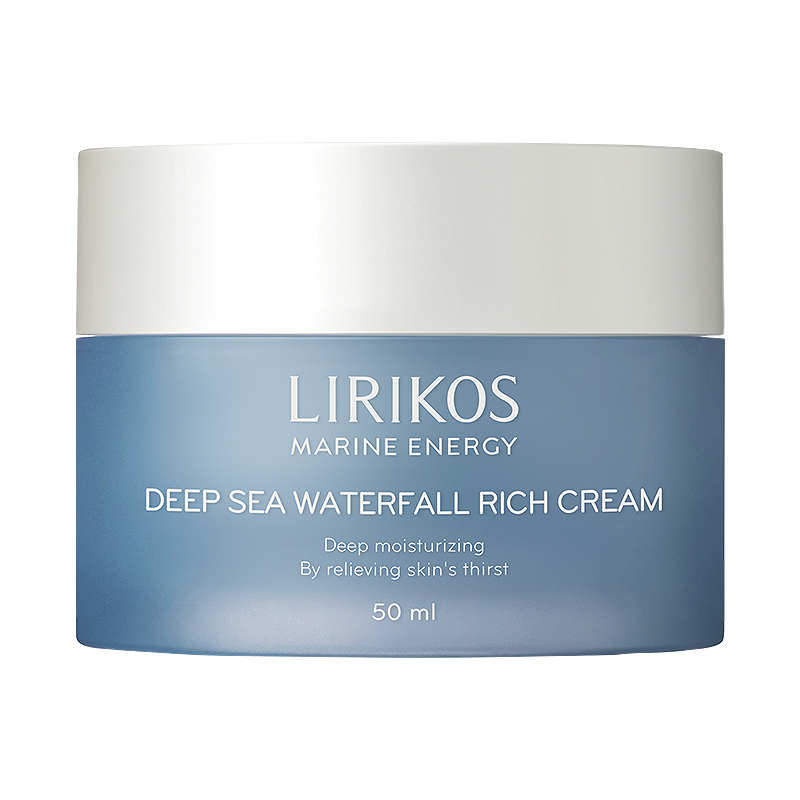 LIRIKOS
MARINE ENERGY
DEEP SEA WATERFALL RICH CREAM
Deep moisturizing
By relieving skin's thirst
50 ml